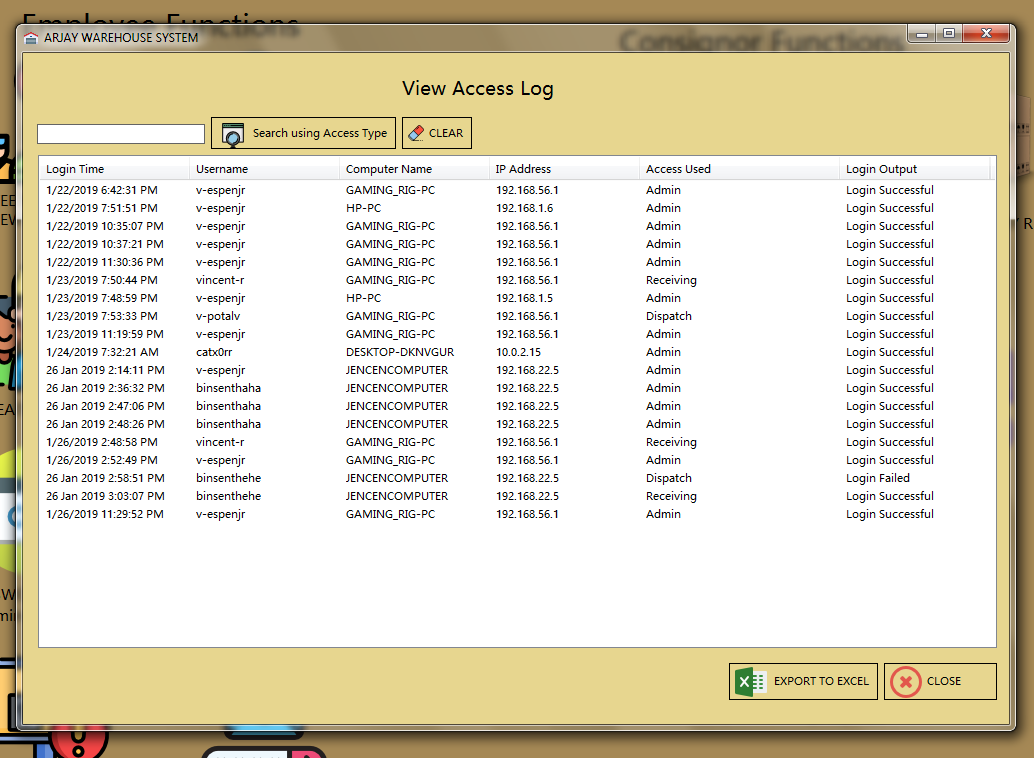 Employee Functions
Consignor Functions
ARJAY WAREHOUSE SYSTEM
View Access Log
Search using Access Type CLEAR
Login Time Username Computer Name IP Address Access Used Login Output
1/22/2019 6:42:31 PM v-espenjr GAMING_RIG-PC 192.168.56.1 Admin Login Successful
1/22/2019 7:51:51 PM v-espenjr HP-PC 192.168.1.6 Admin Login Successful
1/22/2019 10:35:07 PM v-espenjr GAMING_RIG-PC 192.168.56.1 Admin Login Successful
1/22/2019 10:37:21 PM v-espenjr GAMING_RIG-PC 192.168.56.1 Admin Login Successful
1/22/2019 11:30:36 PM v-espenjr GAMING_RIG-PC 192.168.56.1 Admin Login Successful
1/23/2019 7:50:44 PM vincent-r GAMING_RIG-PC 192.168.56.1 Receiving Login Successful
1/23/2019 7:48:59 PM v-espenjr HP-PC 192.168.1.5 Admin Login Successful
1/23/2019 7:53:33 PM v-potalv GAMING_RIG-PC 192.168.56.1 Dispatch Login Successful
1/23/2019 11:19:59 PM v-espenjr GAMING_RIG-PC 192.168.56.1 Admin Login Successful
1/24/2019 7:32:21 AM catx0rr DESKTOP-DKNVGUR 10.0.2.15 Admin Login Successful
26 Jan 2019 2:14:11 PM v-espenjr JENCENCOMPUTER 192.168.22.5 Admin Login Successful
26 Jan 2019 2:36:32 PM binsenthaha JENCENCOMPUTER 192.168.22.5 Admin Login Successful
26 Jan 2019 2:47:06 PM binsenthaha JENCENCOMPUTER 192.168.22.5 Admin Login Successful
26 Jan 2019 2:48:26 PM binsenthaha JENCENCOMPUTER 192.168.22.5 Admin Login Successful
1/26/2019 2:48:58 PM vincent-r GAMING_RIG-PC 192.168.56.1 Receiving Login Successful
1/26/2019 2:52:49 PM v-espenjr GAMING_RIG-PC 192.168.56.1 Admin Login Successful
26 Jan 2019 2:58:51 PM binsenthehe JENCENCOMPUTER 192.168.22.5 Dispatch Login Failed
26 Jan 2019 3:03:07 PM binsenthehe JENCENCOMPUTER 192.168.22.5 Receiving Login Successful
1/26/2019 11:29:52 PM v-espenjr GAMING_RIG-PC 192.168.56.1 Admin Login Successful
EXPORT TO EXCEL CLOSE